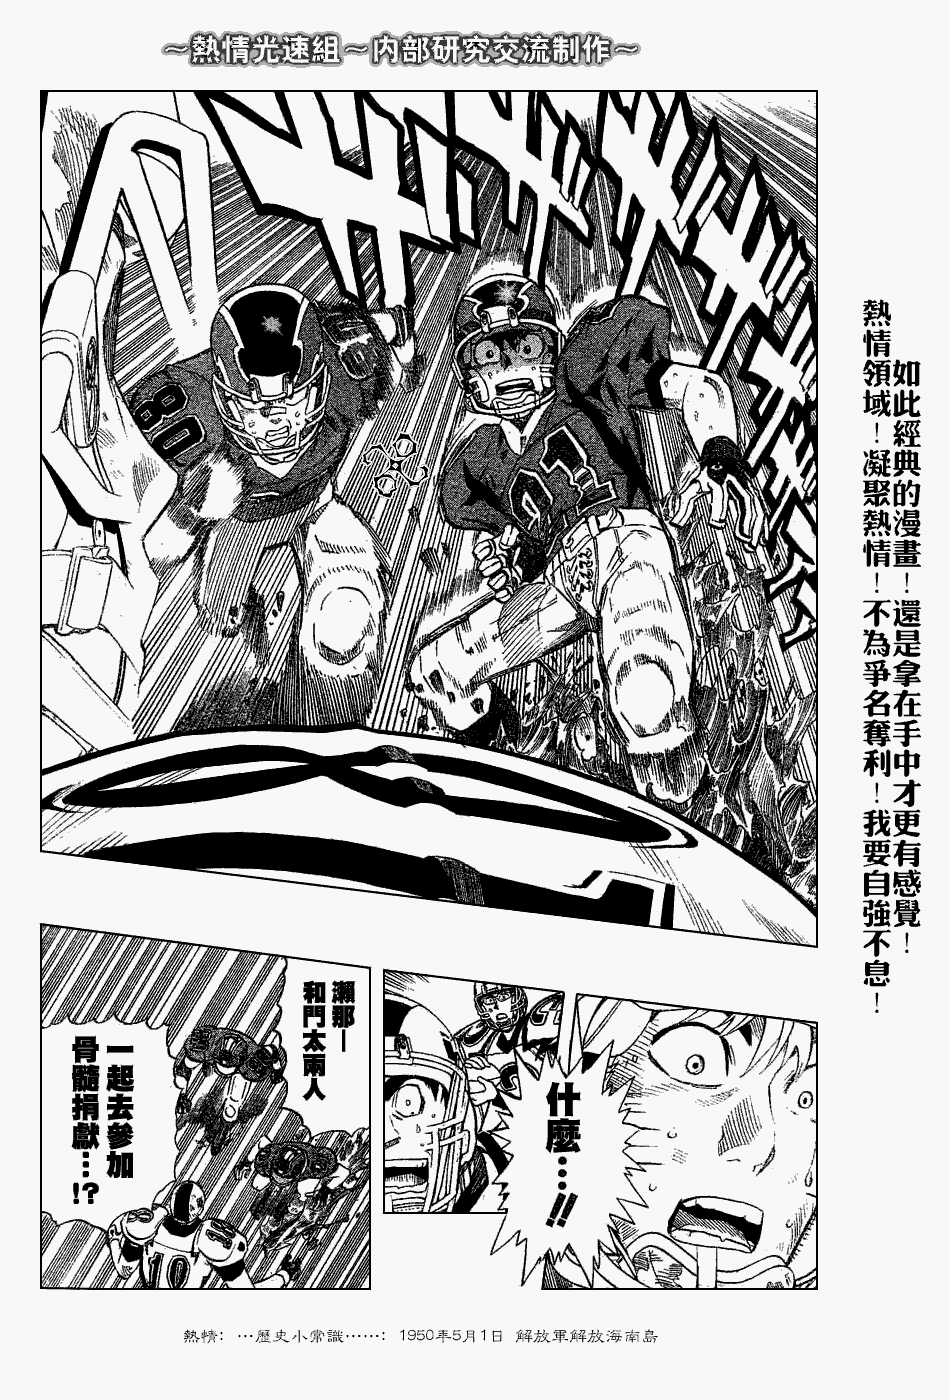 ～熱情光速組～内部研究交流制作～
如此經典的漫畫！還是拿在手中才更有感覺！
熱情領域！凝聚熱情！不為爭名奪利！我要自強不息！
80
21
什麼…!!
瀨那—
和門太兩人
一起去參加
骨髓捐獻…!?
10
熱情：…歷史小常識……：1950年5月1日 解放軍解放海南島